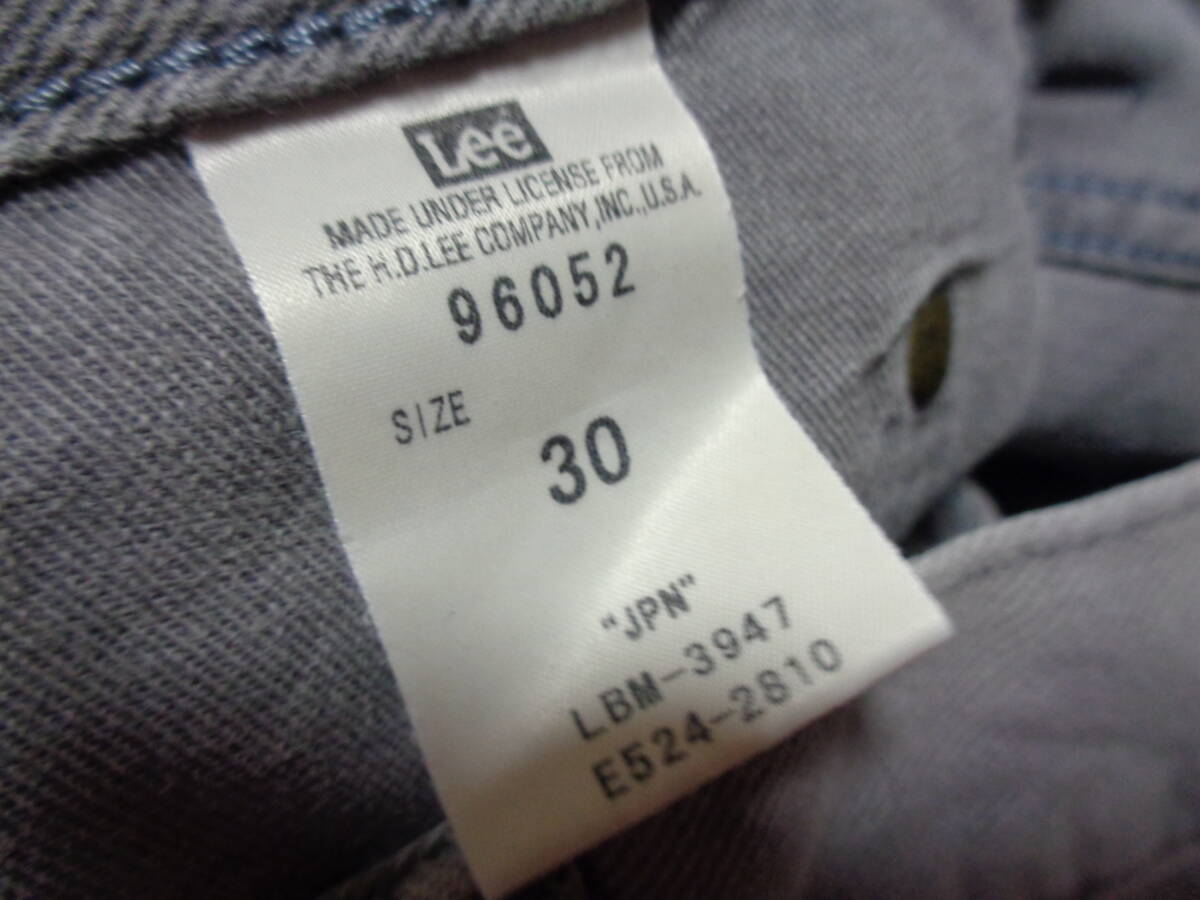 Lee
MADE UNDER LICENSE FROM
THE H.D.LEE COMPANY,INC.,U.S.A.
96052
SIZE
30
"JPN"
LBM-3947
E524-2810